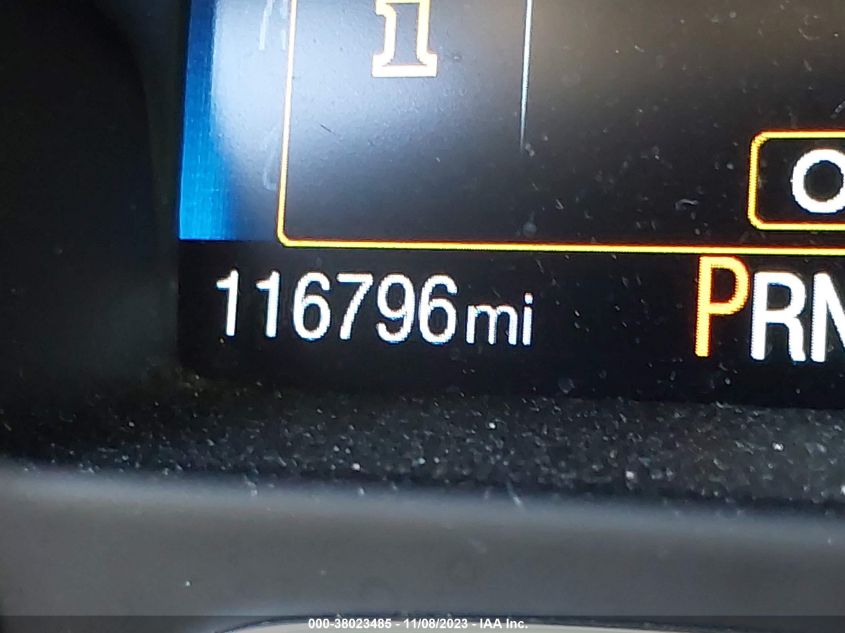 i
O
116796mi PRN
000-38023485 - 11/08/2023 - IAA Inc.